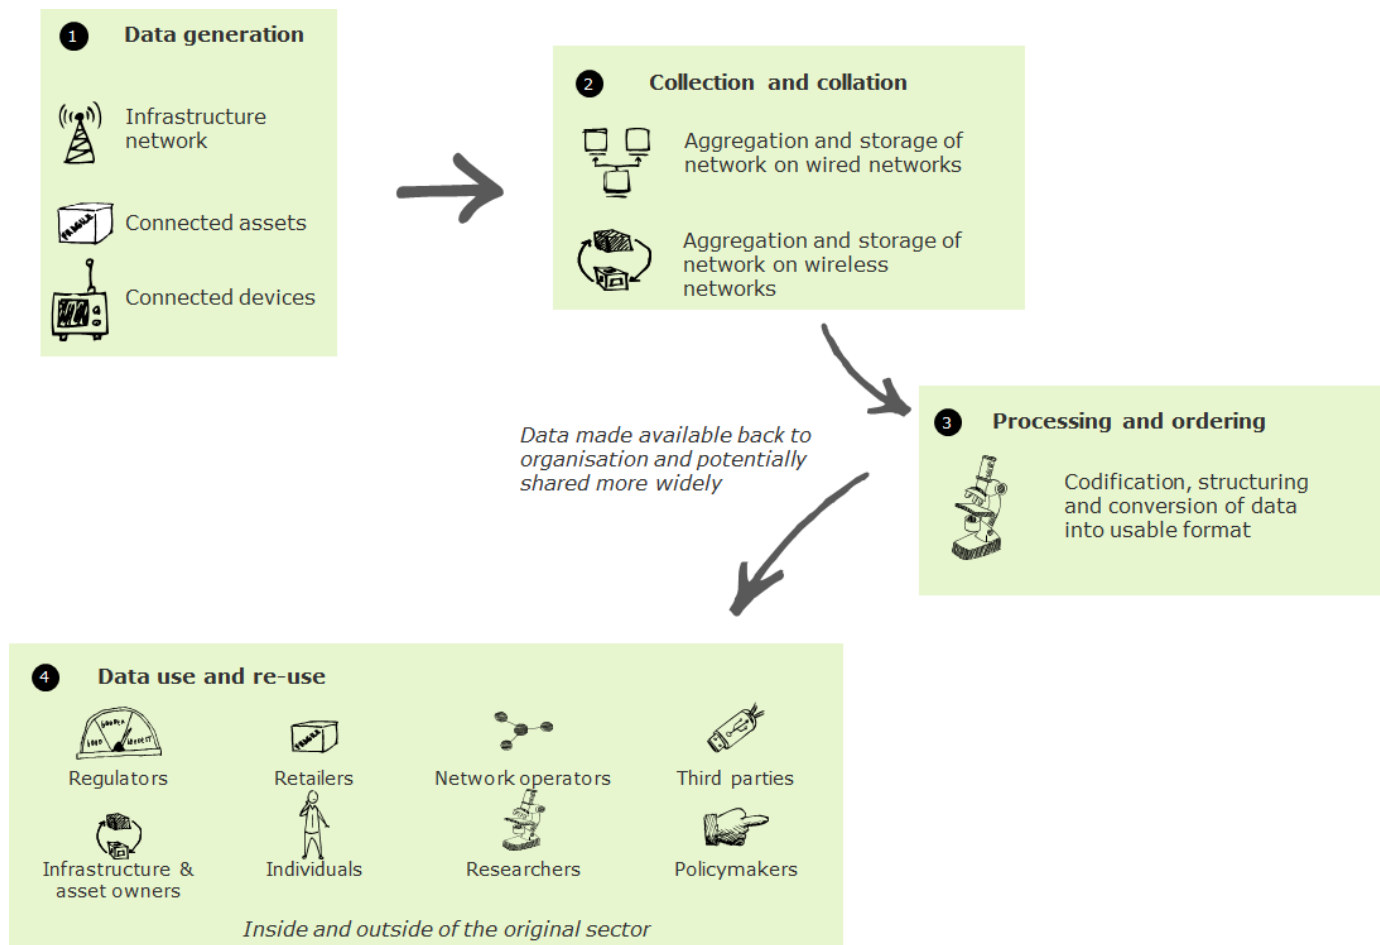 1 Data generation
Infrastructure
network
Connected assets
Connected devices
2 Collection and collation
Aggregation and storage of
network on wired networks
Aggregation and storage of
network on wireless
networks
3 Processing and ordering
Codification, structuring
and conversion of data
into usable format
Data made available back to
organisation and potentially
shared more widely
4 Data use and re-use
Regulators
Retailers
Network operators
Third parties
Infrastructure &
asset owners
Individuals
Researchers
Policymakers
Inside and outside of the original sector